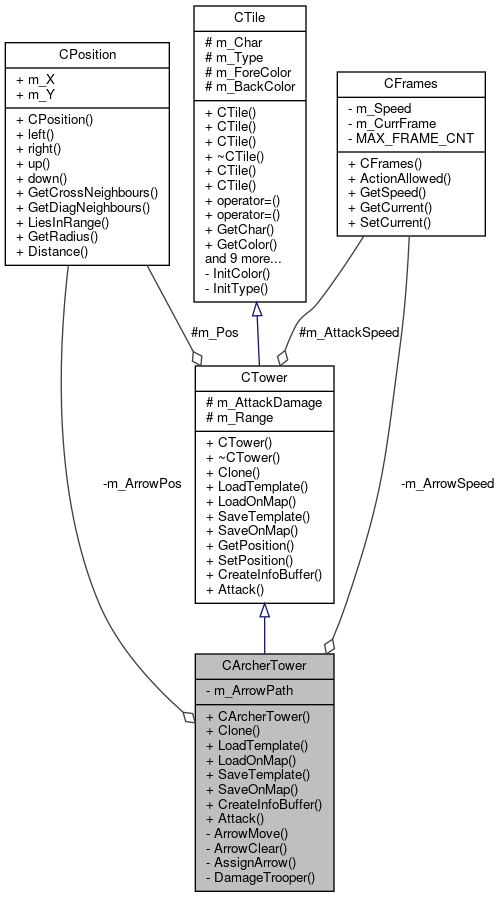 CTile
# m_Char
# m_Type
# m_ForeColor
# m_BackColor
+ CTile()
+ CTile()
+ CTile()
+ ~CTile()
+ CTile()
+ CTile()
+ operator=()
+ operator=()
+ GetChar()
+ GetColor()
and 9 more...
- InitColor()
- InitType()
CPosition
+ m_X
+ m_Y
+ CPosition()
+ left()
+ right()
+ up()
+ down()
+ GetCrossNeighbours()
+ GetDiagNeighbours()
+ LiesInRange()
+ GetRadius()
+ Distance()
CFrames
- m_Speed
- m_CurrFrame
- MAX_FRAME_CNT
+ CFrames()
+ ActionAllowed()
+ GetSpeed()
+ GetCurrent()
+ SetCurrent()
#m_Pos
#m_AttackSpeed
CTower
# m_AttackDamage
# m_Range
+ CTower()
+ ~CTower()
+ Clone()
+ LoadTemplate()
+ LoadOnMap()
+ SaveTemplate()
+ SaveOnMap()
+ GetPosition()
+ SetPosition()
+ CreateInfoBuffer()
+ Attack()
-m_ArrowPos
-m_ArrowSpeed
CArcherTower
- m_ArrowPath
+ CArcherTower()
+ Clone()
+ LoadTemplate()
+ LoadOnMap()
+ SaveTemplate()
+ SaveOnMap()
+ CreateInfoBuffer()
+ Attack()
- ArrowMove()
- ArrowClear()
- AssignArrow()
- DamageTrooper()